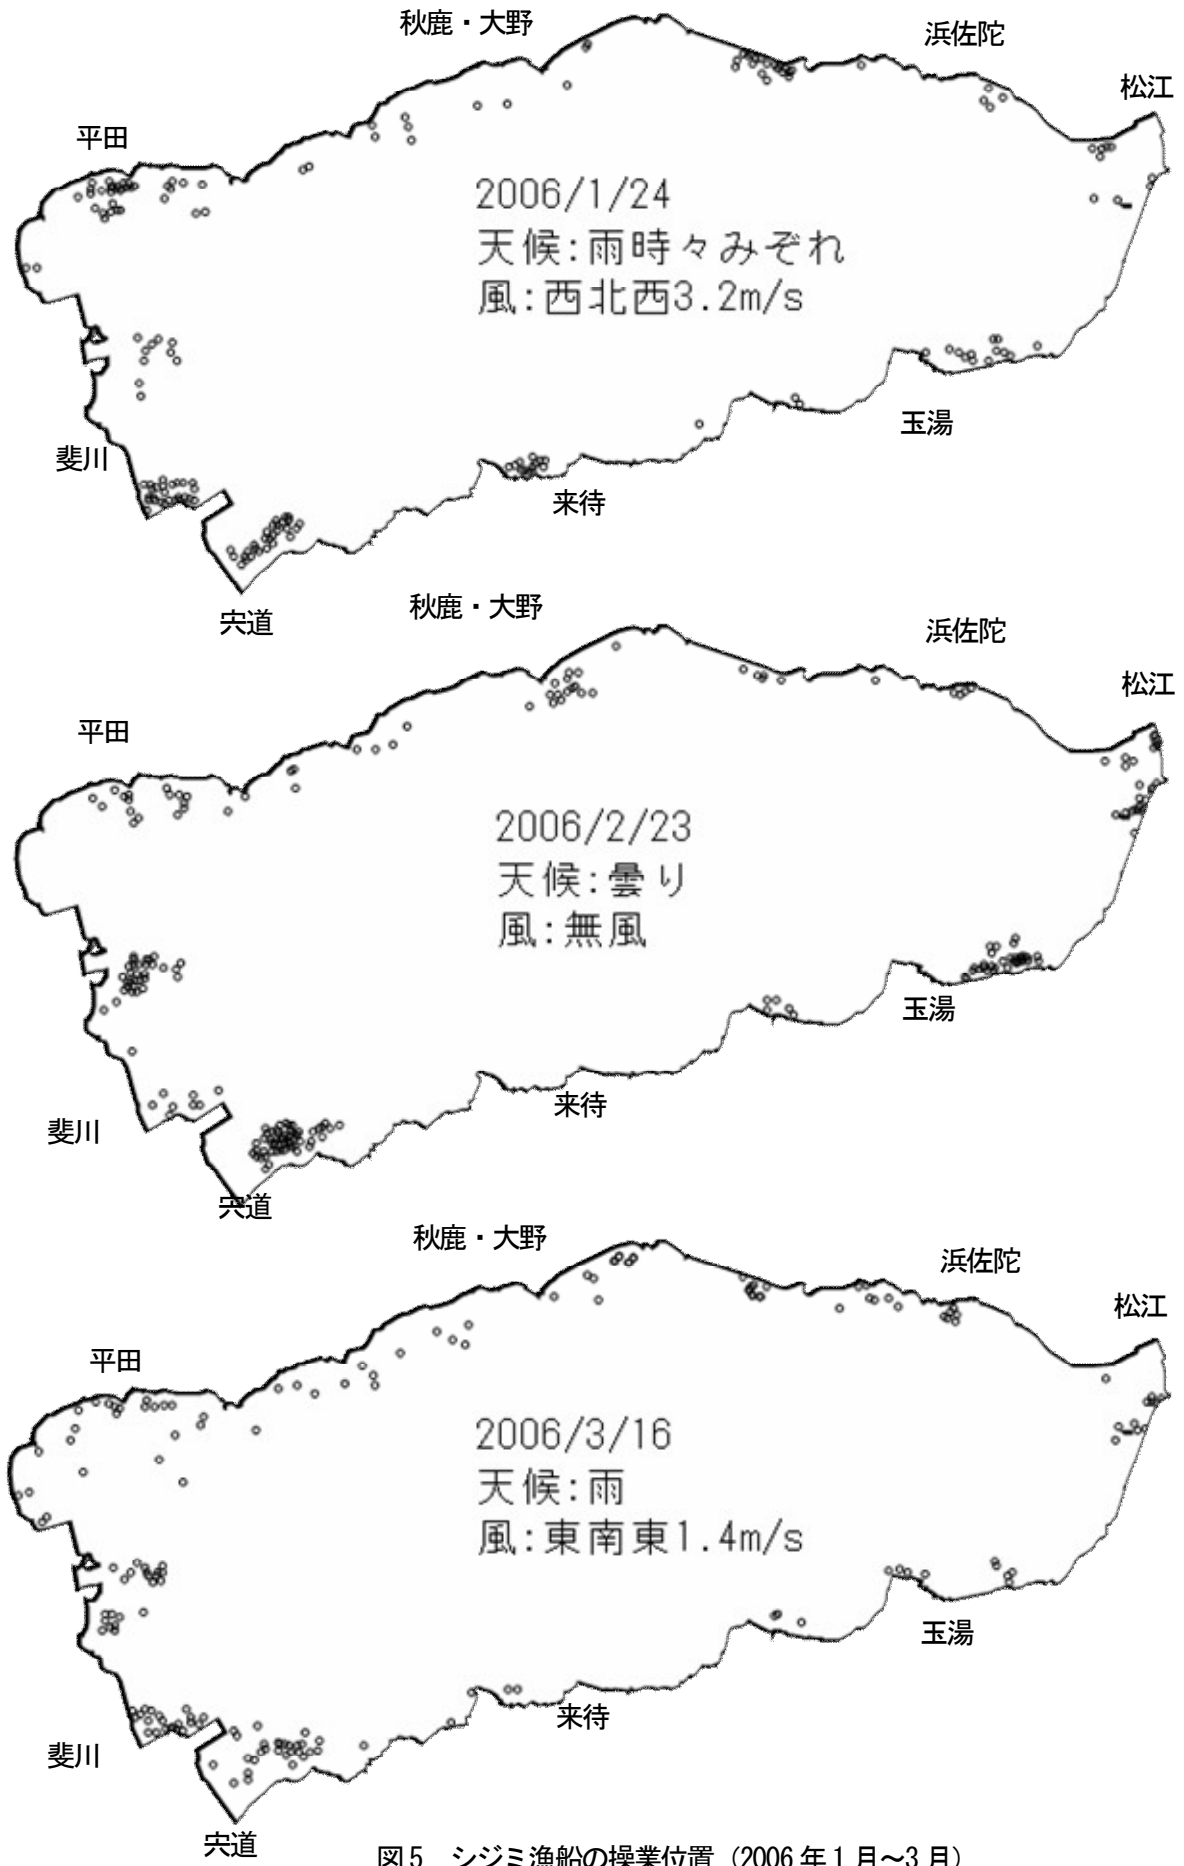 秋鹿・大野
浜佐陀
松江
平田
2006/1/24
天候:雨時々みぞれ
風:西北西3.2m/s
玉湯
斐川
来待
宍道
秋鹿・大野
浜佐陀
松江
平田
2006/2/23
天候:曇り
風:無風
玉湯
来待
斐川
宍道
秋鹿・大野
浜佐陀
松江
平田
2006/3/16
天候:雨
風:東南東1.4m/s
玉湯
来待
斐川
宍道
図5 シジミ漁船の操業位置（2006年1月～3月）